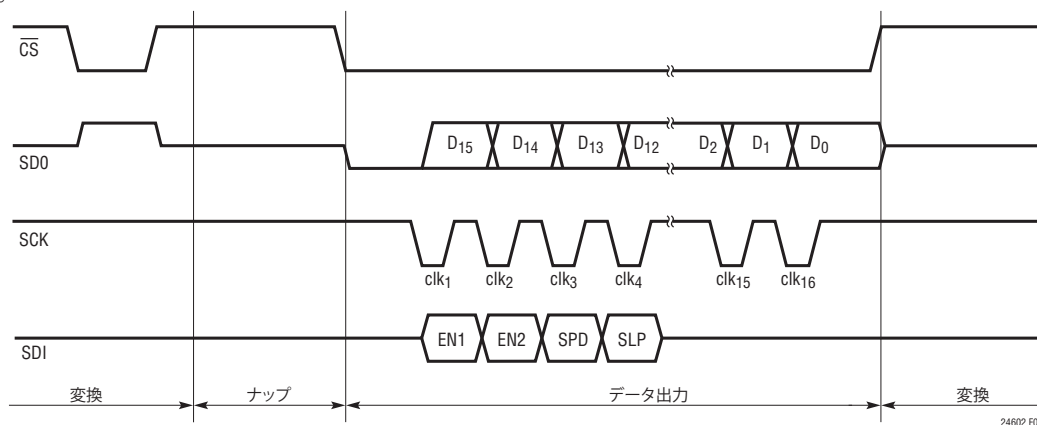 CS
D15 D14 D13 D12 D2 D1 D0
SD0
SCK
clk1 clk2 clk3 clk4 clk15 clk16
EN1 EN2 SPD SLP
SDI
変換 ナップ データ出力 変換
24602 F0